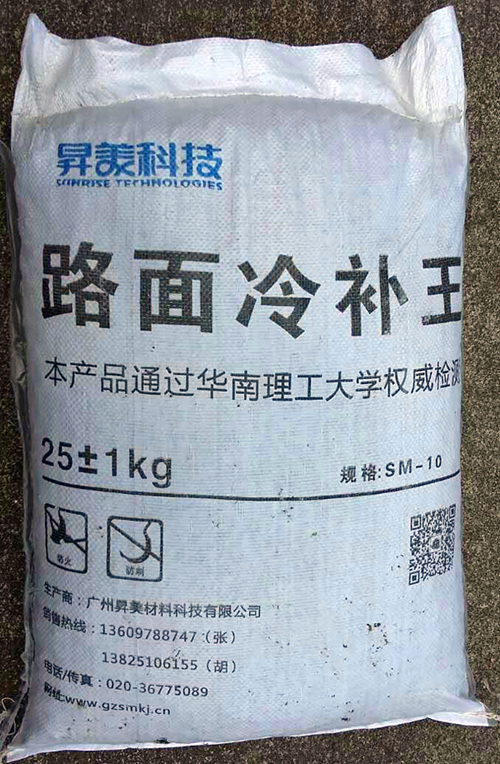 昇美科技
SUNRISE TECHNOLOGIES
路面冷补王
本产品通过华南理工大学权威检测
25±1kg
规格:SM-10
防火
防刺
生产商：广州昇美材料科技有限公司
销售热线：13609788747（张）
13825106155（胡）
电话/传真：020-36775089
网址:www.gzsmkj.cn